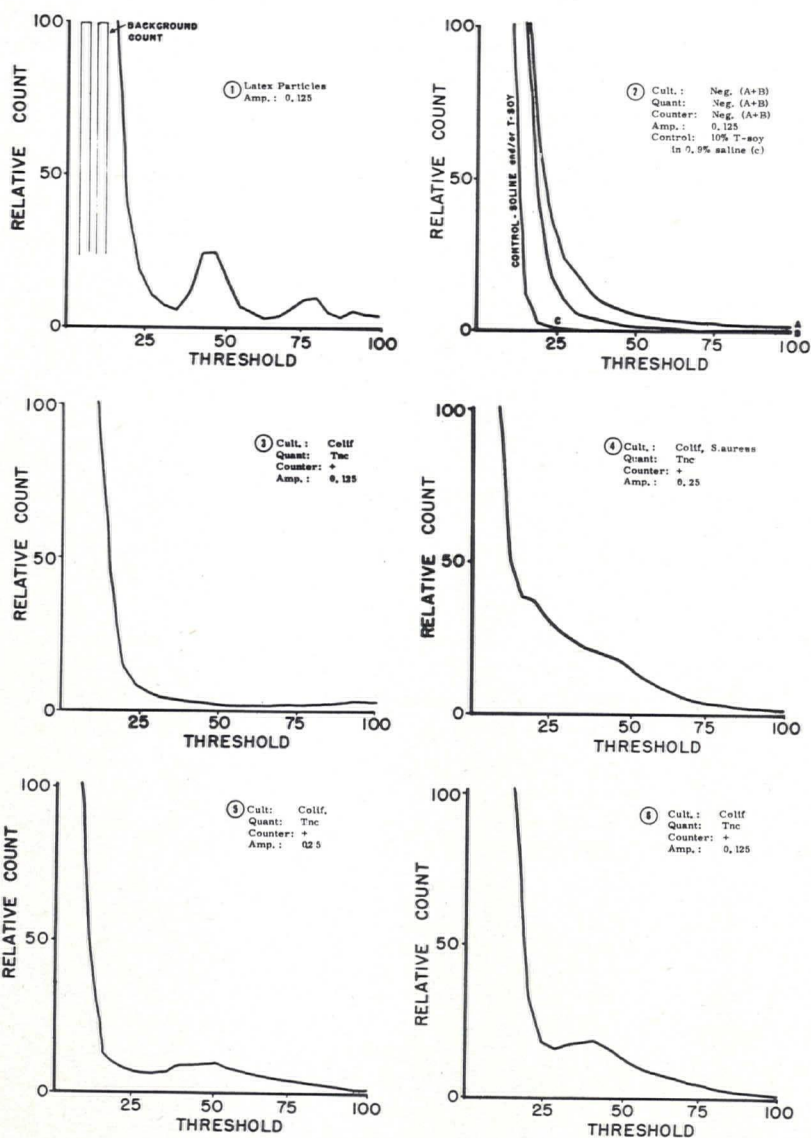 100
BACKGROUND
COUNT
① Latex Particles
Amp.: 0.125
RELATIVE COUNT
50
0
25
50
75
100
THRESHOLD
100
② Cult.: Neg. (A+B)
Quant: Neg. (A+B)
Counter: Neg. (A+B)
Amp.: 0.125
Control: 10% T-soy
in 0.9% saline (c)
RELATIVE COUNT
CONTROL-SOLINE and/or T-SOY
50
C
A
B
0
25
50
75
100
THRESHOLD
100
③ Cult.: Colif
Quant: Tnc
Counter: +
Amp.: 0.125
RELATIVE COUNT
50
0
25
50
75
100
THRESHOLD
100
④ Cult.: Colif, S.auress
Quant: Tnc
Counter: +
Amp.: 0.25
RELATIVE COUNT
50
0
25
50
75
100
THRESHOLD
100
⑤ Cult: Colif.
Quant: Tnc
Counter: +
Amp.: 025
RELATIVE COUNT
50
0
25
50
75
100
THRESHOLD
100
⑥ Cult.: Colif
Quant: Tnc
Counter: +
Amp.: 0.125
RELATIVE COUNT
50
0
25
50
75
100
THRESHOLD